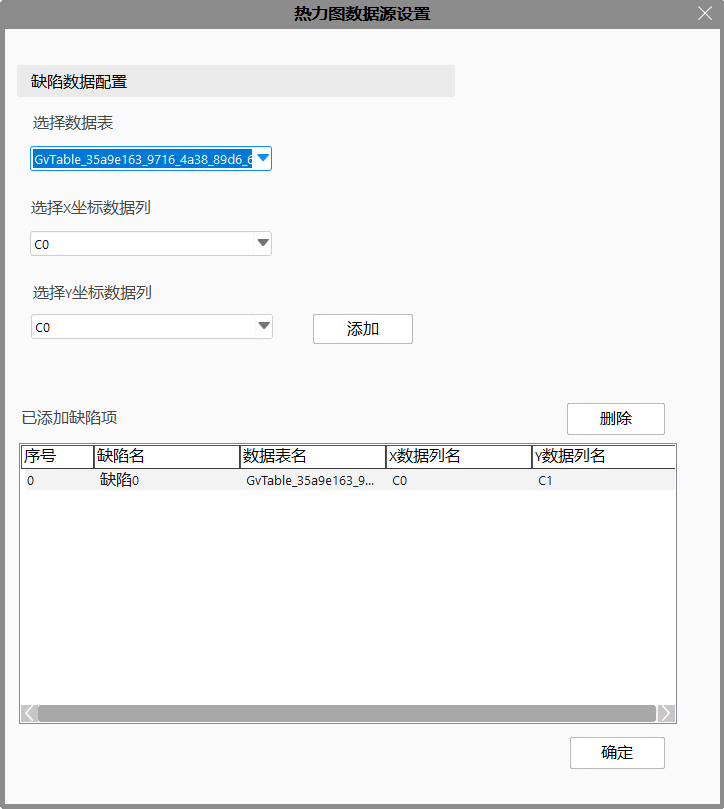 热力图数据源设置
缺陷数据配置
选择数据表
GvTable_35a9e163_9716_4a38_89d6_6
选择X坐标数据列
C0
选择Y坐标数据列
C0
添加
已添加缺陷项
删除
序号 缺陷名 数据表名 X数据列名 Y数据列名
0 缺陷0 GvTable_35a9e163_9... C0 C1
确定